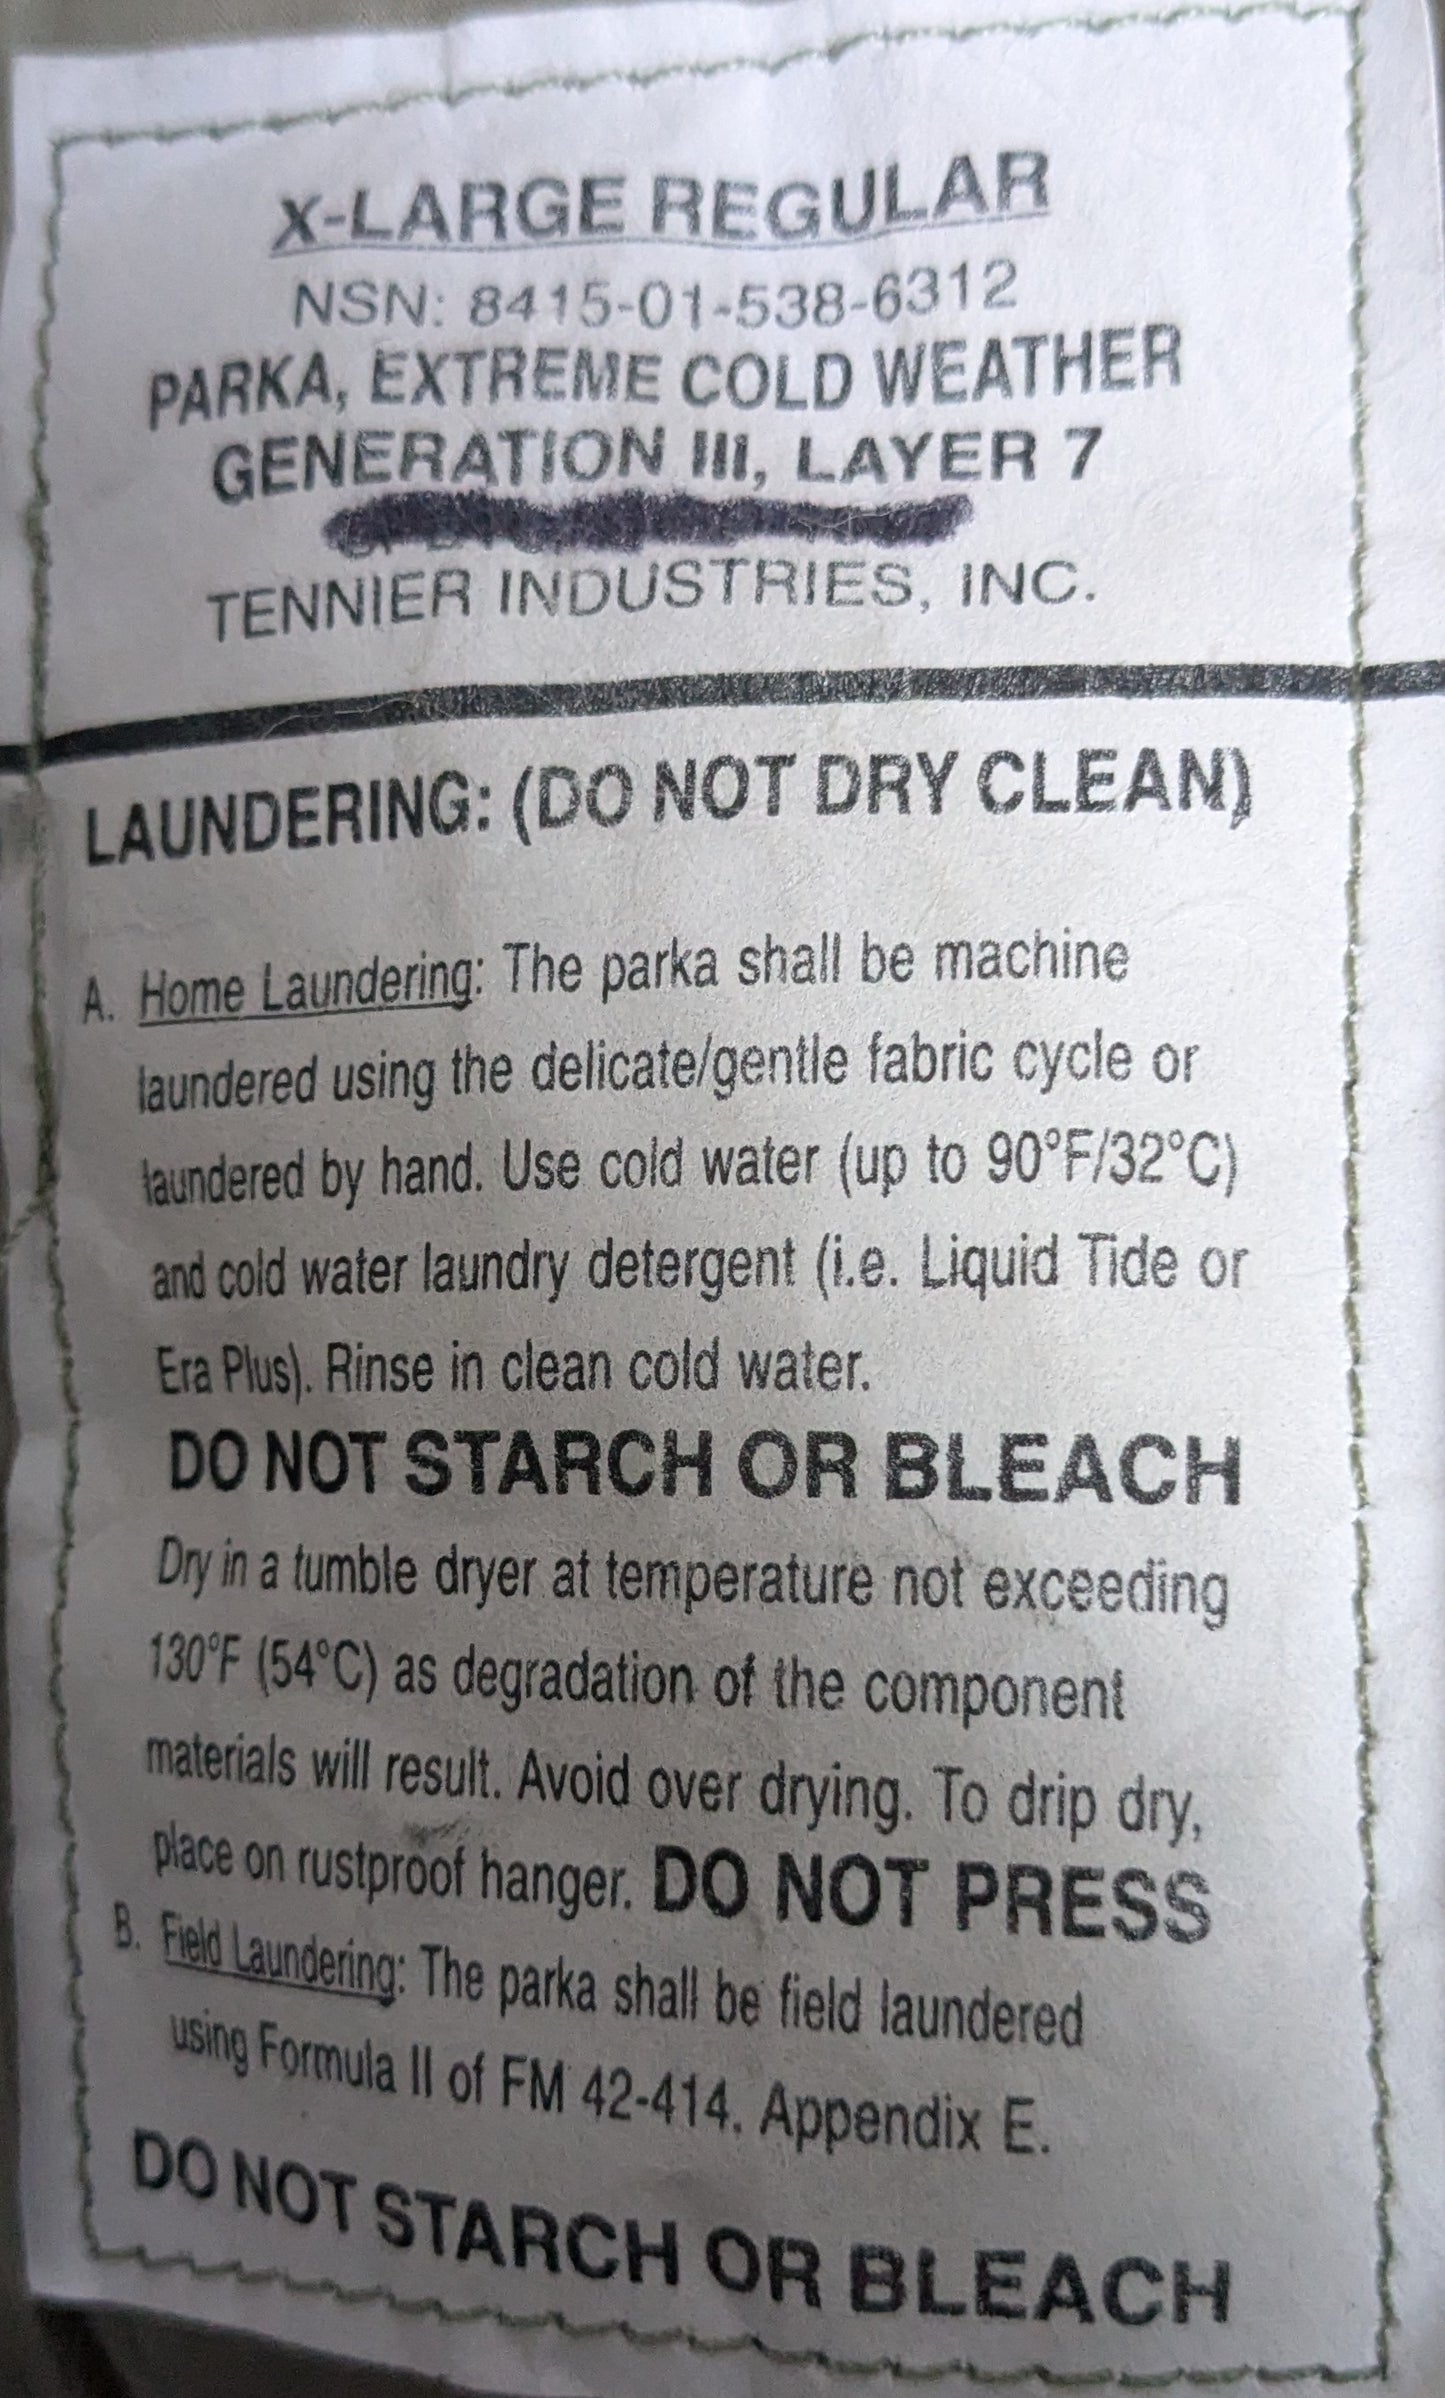 X-LARGE REGULAR
NSN: 8415-01-538-6312
PARKA, EXTREME COLD WEATHER
GENERATION III, LAYER 7
TENNIER INDUSTRIES, INC.
LAUNDERING: (DO NOT DRY CLEAN)
A. Home Laundering: The parka shall be machine
laundered using the delicate/gentle fabric cycle or
laundered by hand. Use cold water (up to 90°F/32°C)
and cold water laundry detergent (i.e. Liquid Tide or
Era Plus). Rinse in clean cold water.
DO NOT STARCH OR BLEACH
Dry in a tumble dryer at temperature not exceeding
130°F (54°C) as degradation of the component
materials will result. Avoid over drying. To drip dry,
place on rustproof hanger. DO NOT PRESS
B. Field Laundering: The parka shall be field laundered
using Formula II of FM 42-414. Appendix E.
DO NOT STARCH OR BLEACH